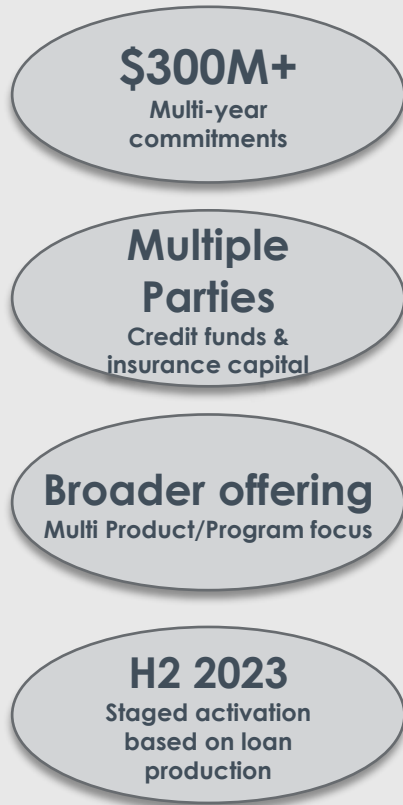 $300M+
Multi-year
commitments
Multiple
Parties
Credit funds &
insurance capital
Broader offering
Multi Product/Program focus
H2 2023
Staged activation
based on loan
production